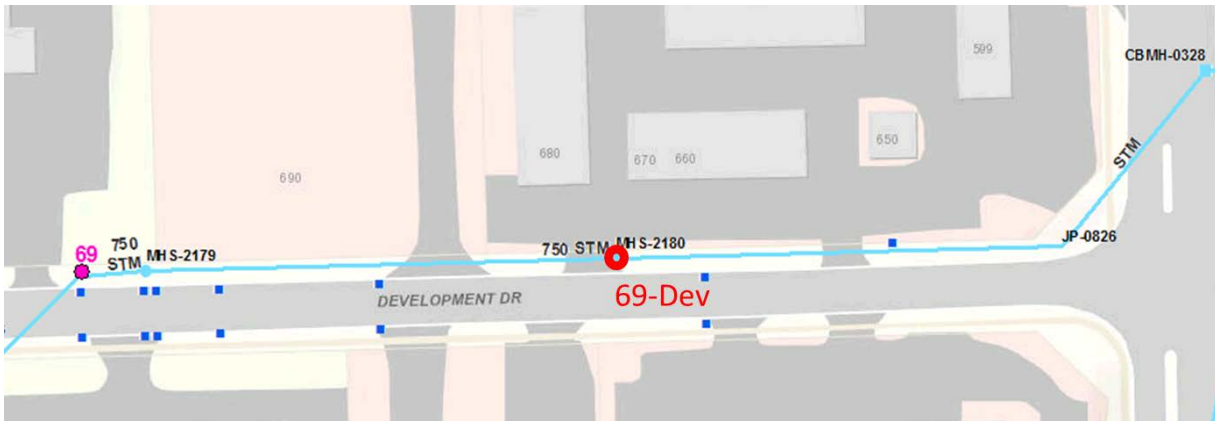 CBMH-0328
599
650
680
670 660
STM
690
JP-0826
69
750
STM
MHS-2179
750 STM
MHS-2180
69-Dev
DEVELOPMENT DR